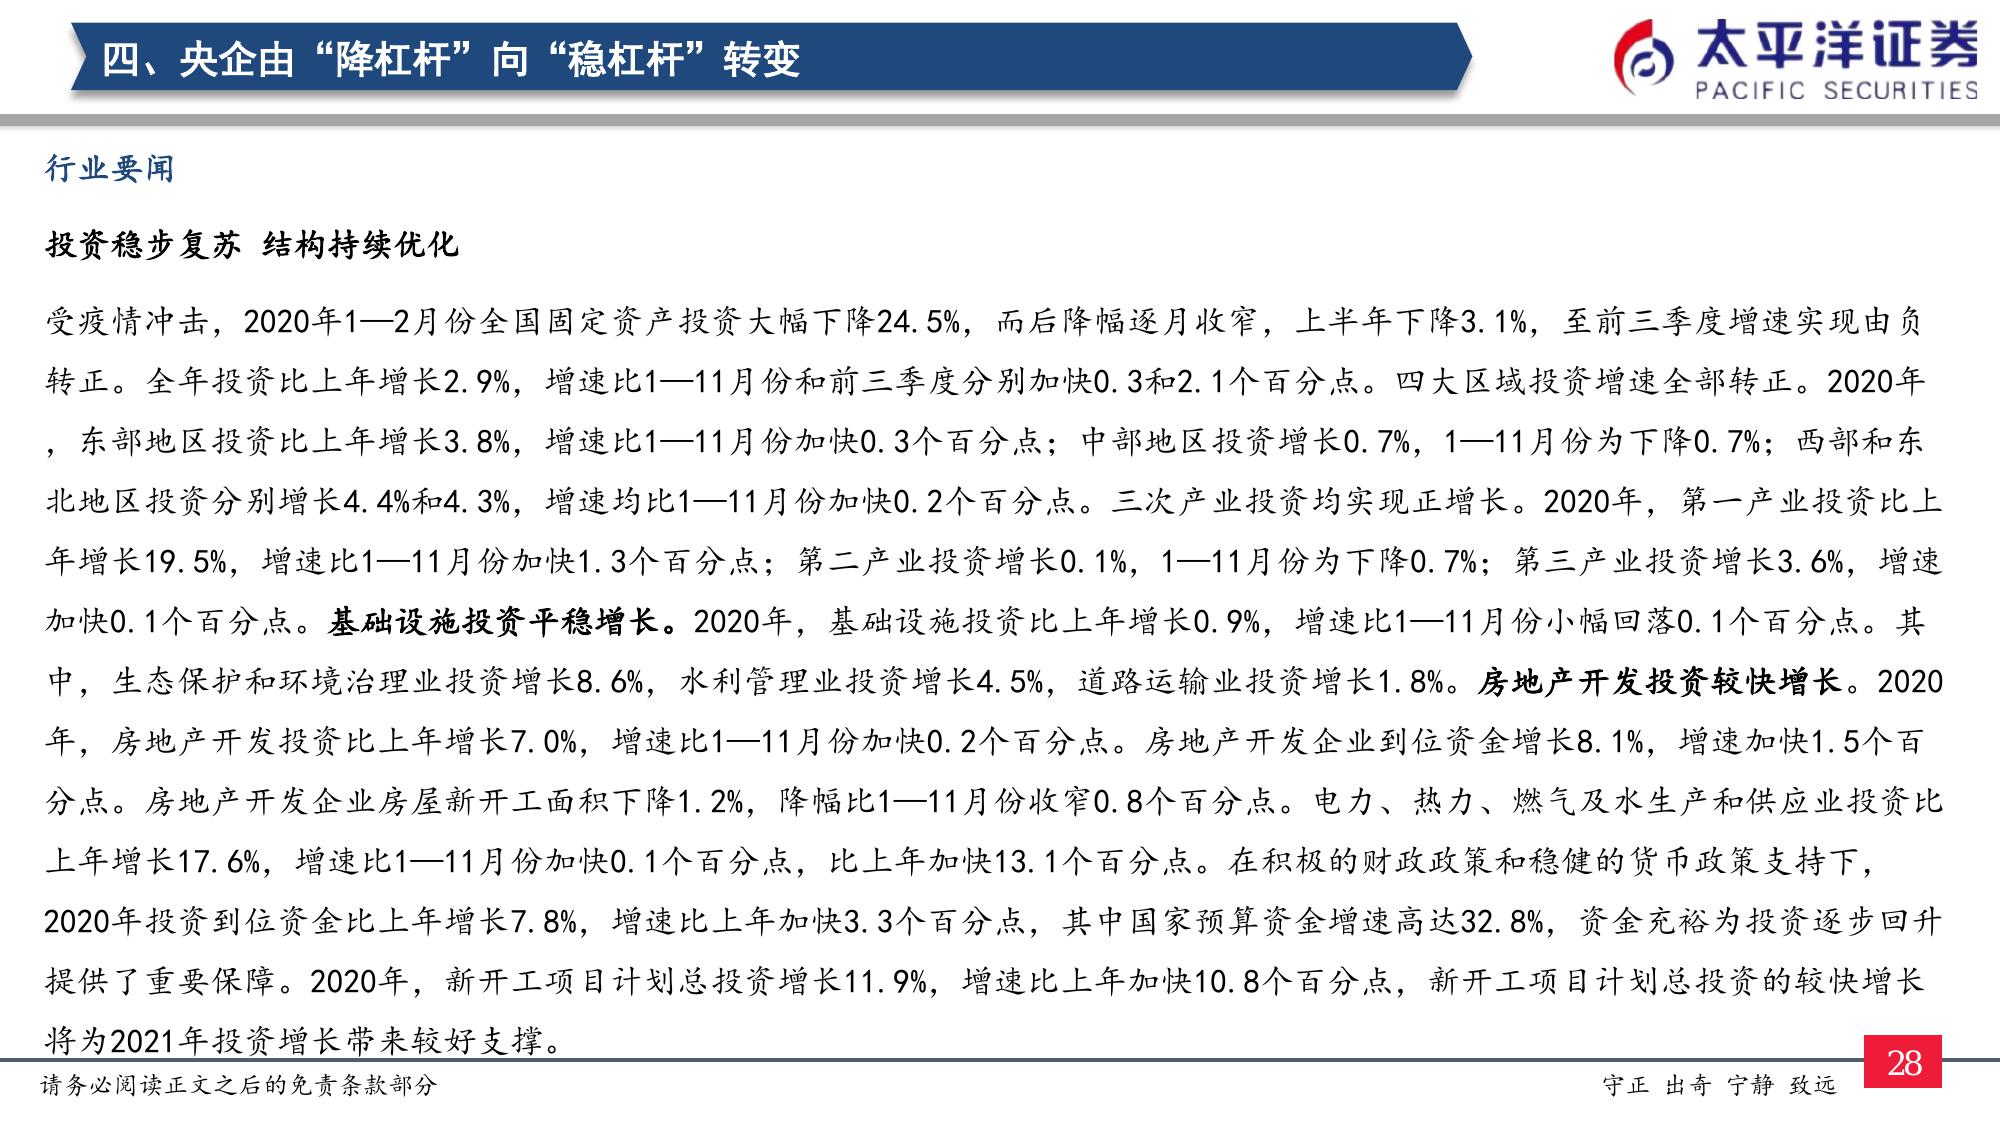 四、央企由“降杠杆”向“稳杠杆”转变
太平洋证券
PACIFIC SECURITIES
行业要闻
投资稳步复苏 结构持续优化
受疫情冲击，2020年1—2月份全国固定资产投资大幅下降24.5%，而后降幅逐月收窄，上半年下降3.1%，至前三季度增速实现由负
转正。全年投资比上年增长2.9%，增速比1—11月份和前三季度分别加快0.3和2.1个百分点。四大区域投资增速全部转正。2020年
，东部地区投资比上年增长3.8%，增速比1—11月份加快0.3个百分点；中部地区投资增长0.7%，1—11月份为下降0.7%；西部和东
北地区投资分别增长4.4%和4.3%，增速均比1—11月份加快0.2个百分点。三次产业投资均实现正增长。2020年，第一产业投资比上
年增长19.5%，增速比1—11月份加快1.3个百分点；第二产业投资增长0.1%，1—11月份为下降0.7%；第三产业投资增长3.6%，增速
加快0.1个百分点。基础设施投资平稳增长。2020年，基础设施投资比上年增长0.9%，增速比1—11月份小幅回落0.1个百分点。其
中，生态保护和环境治理业投资增长8.6%，水利管理业投资增长4.5%，道路运输业投资增长1.8%。房地产开发投资较快增长。2020
年，房地产开发投资比上年增长7.0%，增速比1—11月份加快0.2个百分点。房地产开发企业到位资金增长8.1%，增速加快1.5个百
分点。房地产开发企业房屋新开工面积下降1.2%，降幅比1—11月份收窄0.8个百分点。电力、热力、燃气及水生产和供应业投资比
上年增长17.6%，增速比1—11月份加快0.1个百分点，比上年加快13.1个百分点。在积极的财政政策和稳健的货币政策支持下，
2020年投资到位资金比上年增长7.8%，增速比上年加快3.3个百分点，其中国家预算资金增速高达32.8%，资金充裕为投资逐步回升
提供了重要保障。2020年，新开工项目计划总投资增长11.9%，增速比上年加快10.8个百分点，新开工项目计划总投资的较快增长
将为2021年投资增长带来较好支撑。
请务必阅读正文之后的免责条款部分
守正 出奇 宁静 致远
28